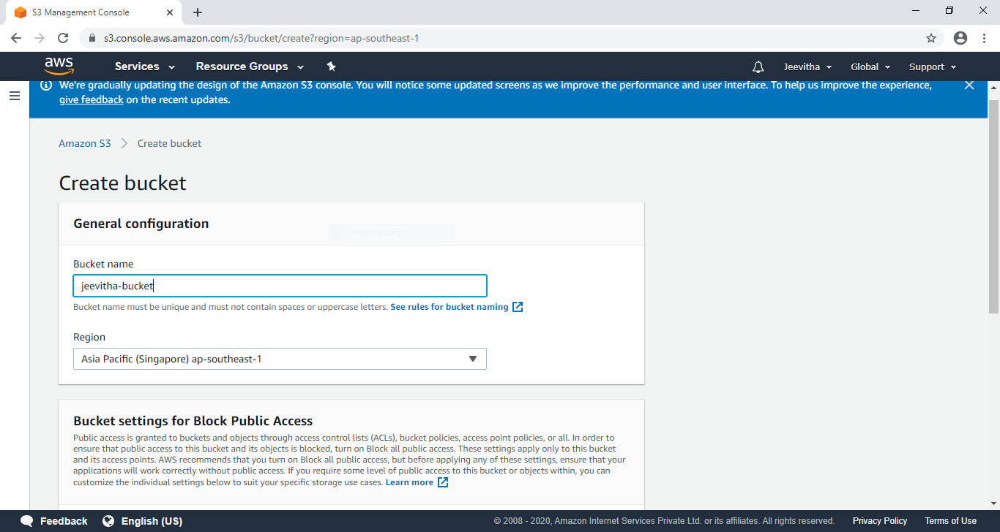 S3 Management Console
s3.console.aws.amazon.com/s3/bucket/create?region=ap-southeast-1
aws Services Resource Groups Jeevitha Global Support
We're gradually updating the design of the Amazon S3 console. You will notice some updated screens as we improve the performance and user interface. To help us improve the experience,
give feedback on the recent updates.
Amazon S3 Create bucket
Create bucket
General configuration
Bucket name
jeevitha-bucket
Bucket name must be unique and must not contain spaces or uppercase letters. See rules for bucket naming
Region
Asia Pacific (Singapore) ap-southeast-1
Bucket settings for Block Public Access
Public access is granted to buckets and objects through access control lists (ACLs), bucket policies, access point policies, or all. In order to
ensure that public access to this bucket and its objects is blocked, turn on Block all public access. These settings apply only to this bucket
and its access points. AWS recommends that you turn on Block all public access, but before applying any of these settings, ensure that your
applications will work correctly without public access. If you require some level of public access to this bucket or objects within, you can
customize the individual settings below to suit your specific storage use cases. Learn more
Feedback English (US) © 2008 - 2020, Amazon Internet Services Private Ltd. or its affiliates. All rights reserved. Privacy Policy Terms of Use